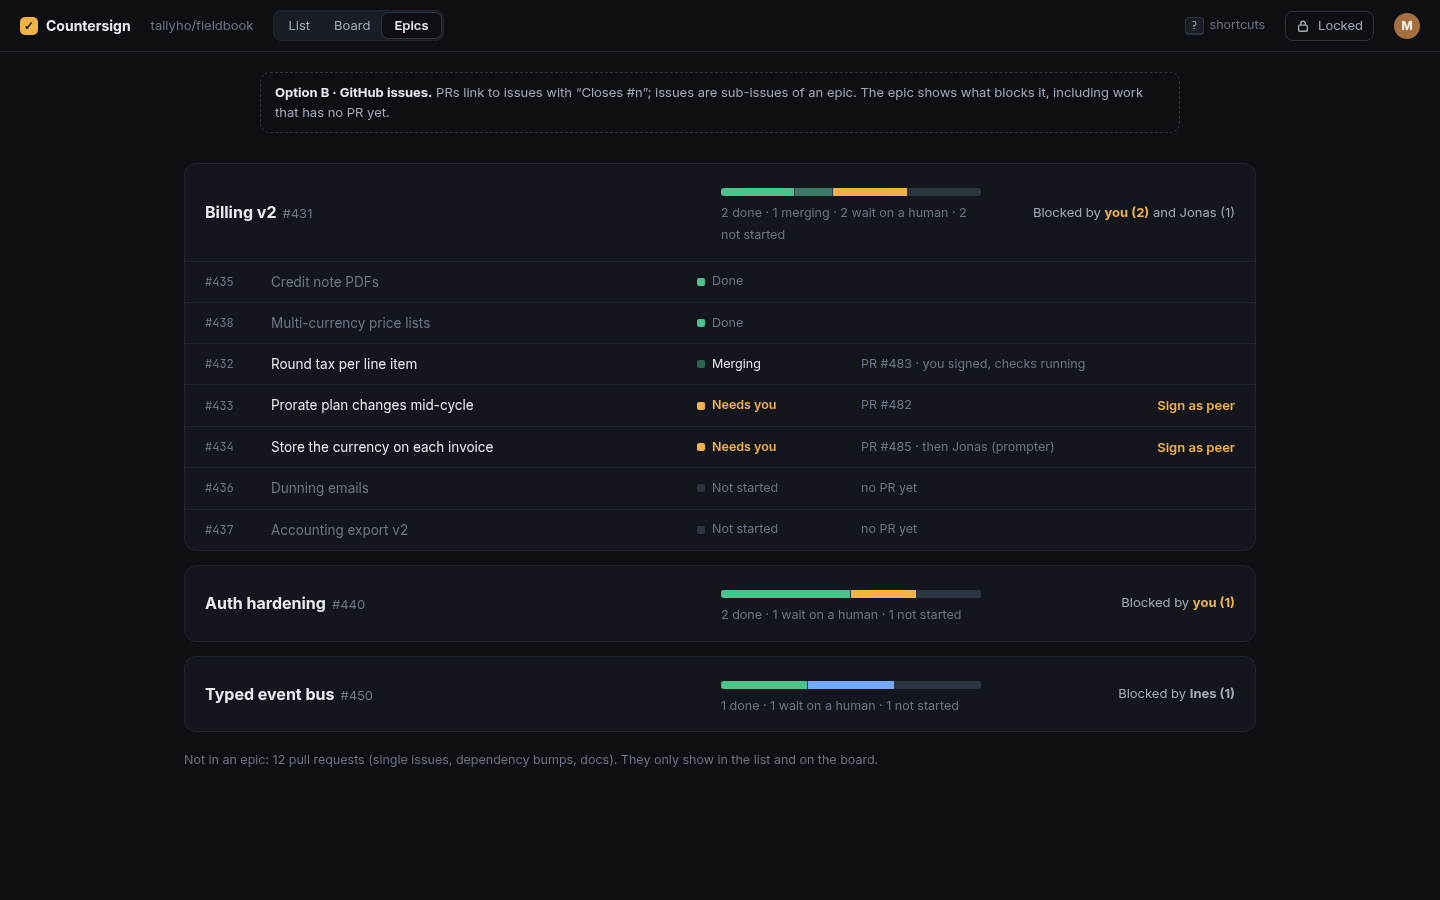 ✓ Countersign tallyho/fieldbook List Board Epics ? shortcuts Locked M
Option B · GitHub issues. PRs link to issues with “Closes #n”; issues are sub-issues of an epic. The epic shows what blocks it, including work
that has no PR yet.
Billing v2 #431
2 done · 1 merging · 2 wait on a human · 2
not started
Blocked by you (2) and Jonas (1)
#435 Credit note PDFs Done
#438 Multi-currency price lists Done
#432 Round tax per line item Merging PR #483 · you signed, checks running
#433 Prorate plan changes mid-cycle Needs you PR #482 Sign as peer
#434 Store the currency on each invoice Needs you PR #485 · then Jonas (prompter) Sign as peer
#436 Dunning emails Not started no PR yet
#437 Accounting export v2 Not started no PR yet
Auth hardening #440
2 done · 1 wait on a human · 1 not started
Blocked by you (1)
Typed event bus #450
1 done · 1 wait on a human · 1 not started
Blocked by Ines (1)
Not in an epic: 12 pull requests (single issues, dependency bumps, docs). They only show in the list and on the board.